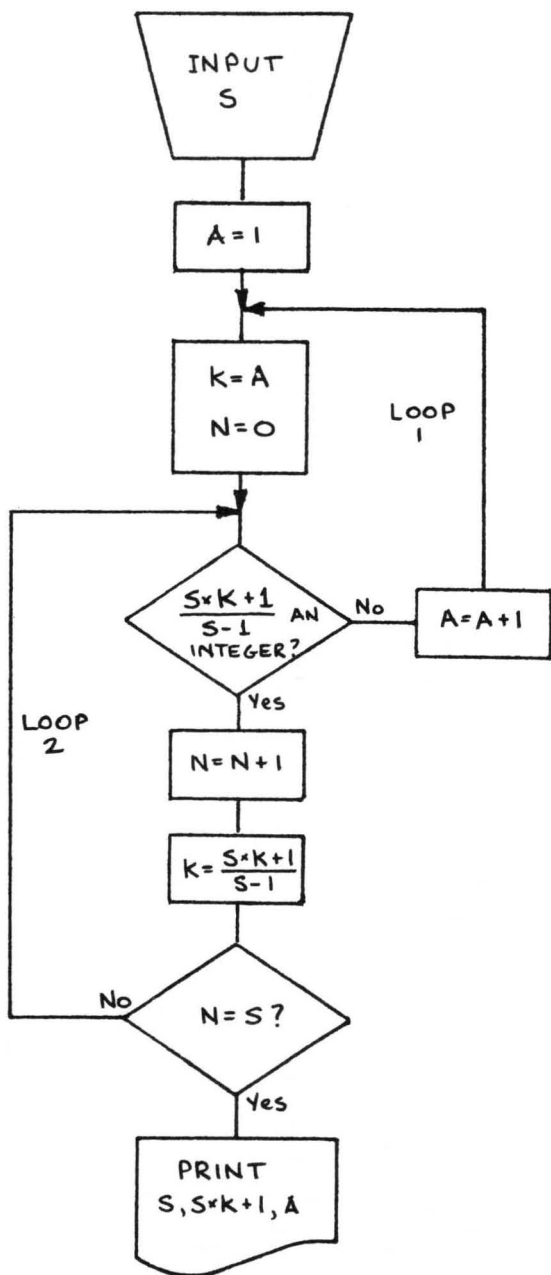 INPUT
S
A = 1
K = A
N = 0
LOOP
1
S*K+1
S-1
AN
INTEGER?
No
A = A + 1
Yes
LOOP
2
N = N + 1
K = S*K+1
S-1
No
N = S ?
Yes
PRINT
S, S*K+1, A